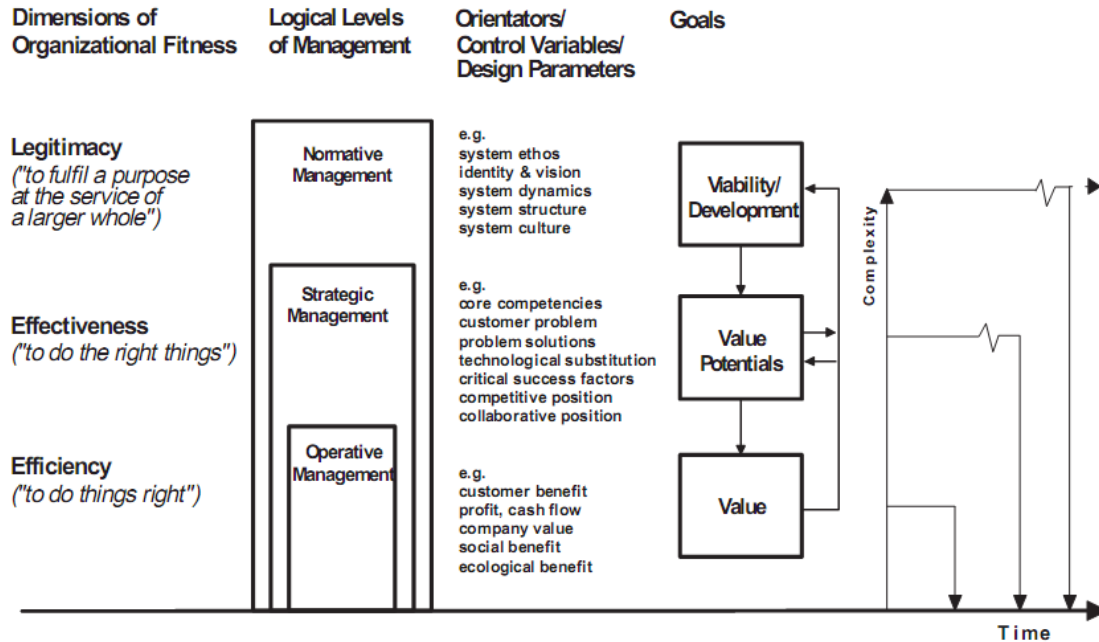 Dimensions of
Organizational Fitness
Logical Levels
of Management
Orientators/
Control Variables/
Design Parameters
Goals
Legitimacy
("to fulfil a purpose
at the service of
a larger whole")
Normative
Management
e.g.
system ethos
identity & vision
system dynamics
system structure
system culture
Viability/
Development
Complexity
Effectiveness
("to do the right things")
Strategic
Management
e.g.
core competencies
customer problem
problem solutions
technological substitution
critical success factors
competitive position
collaborative position
Value
Potentials
Efficiency
("to do things right")
Operative
Management
e.g.
customer benefit
profit, cash flow
company value
social benefit
ecological benefit
Value
Time